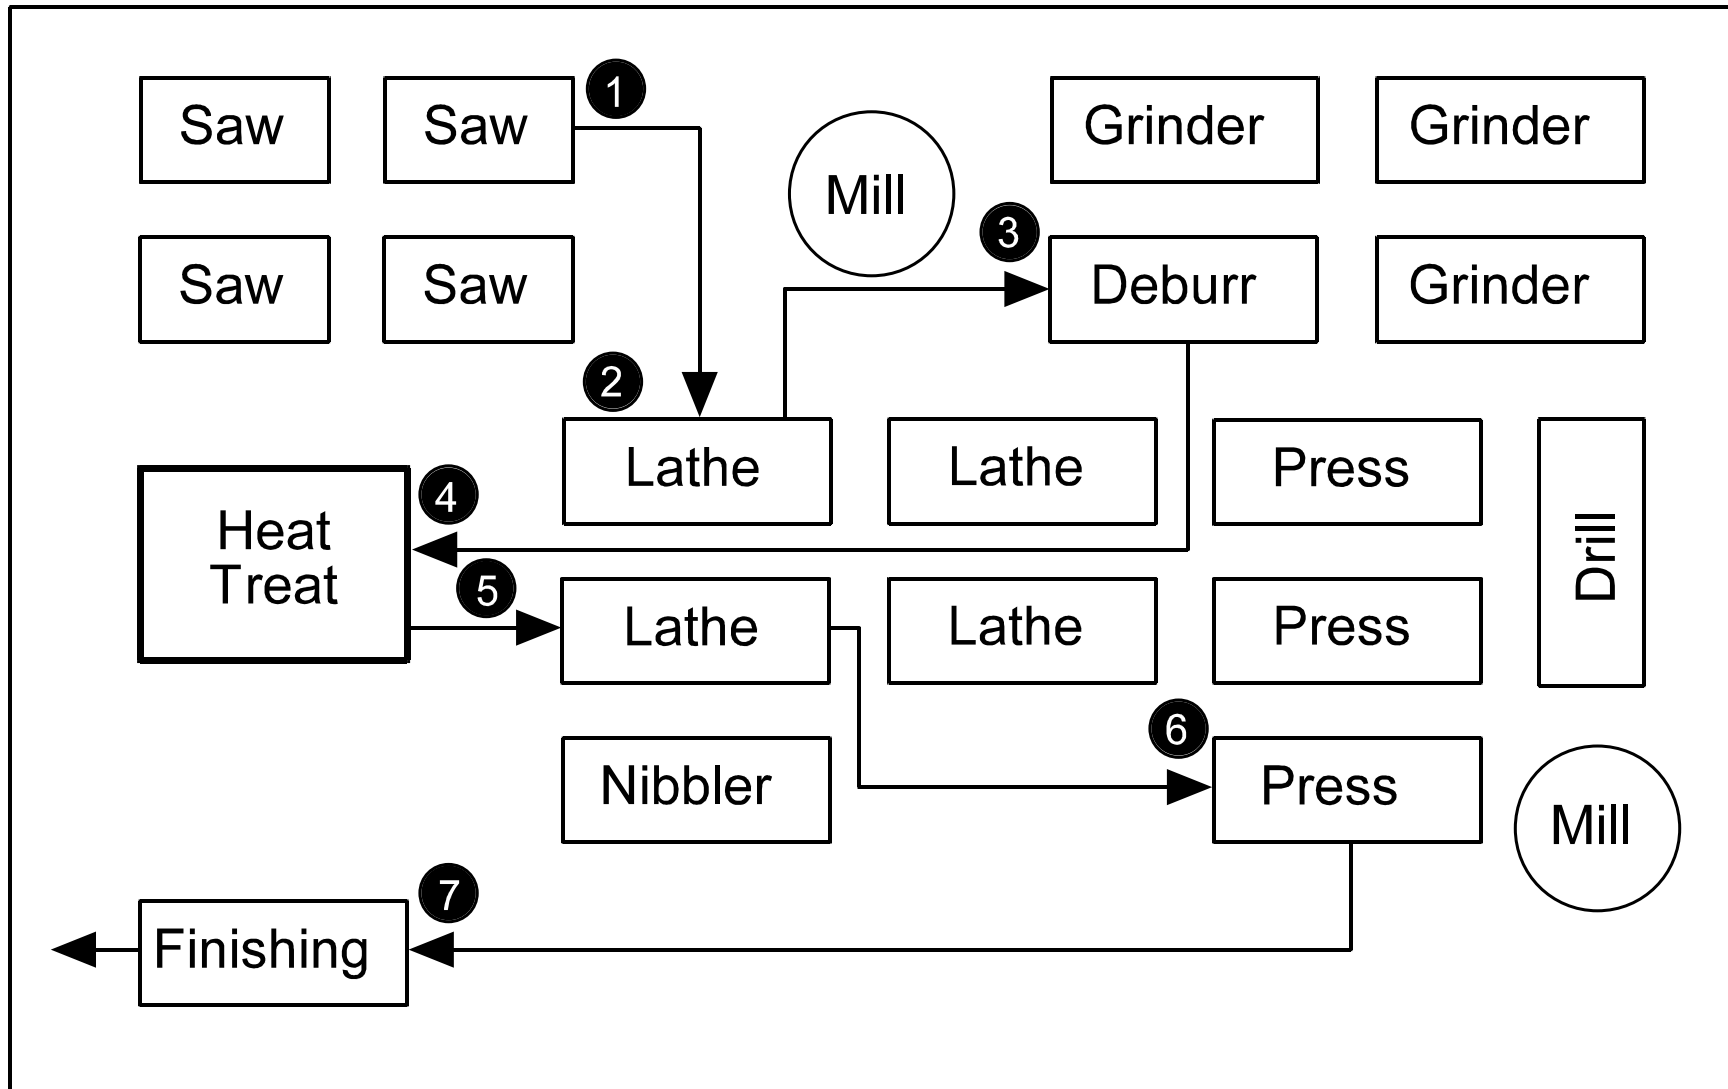 Saw
Saw
1
Mill
Grinder
Grinder
Saw
Saw
3
Deburr
Grinder
2
Lathe
Lathe
Press
Drill
Heat
Treat
4
5
Lathe
Lathe
Press
Nibbler
6
Press
Mill
7
Finishing